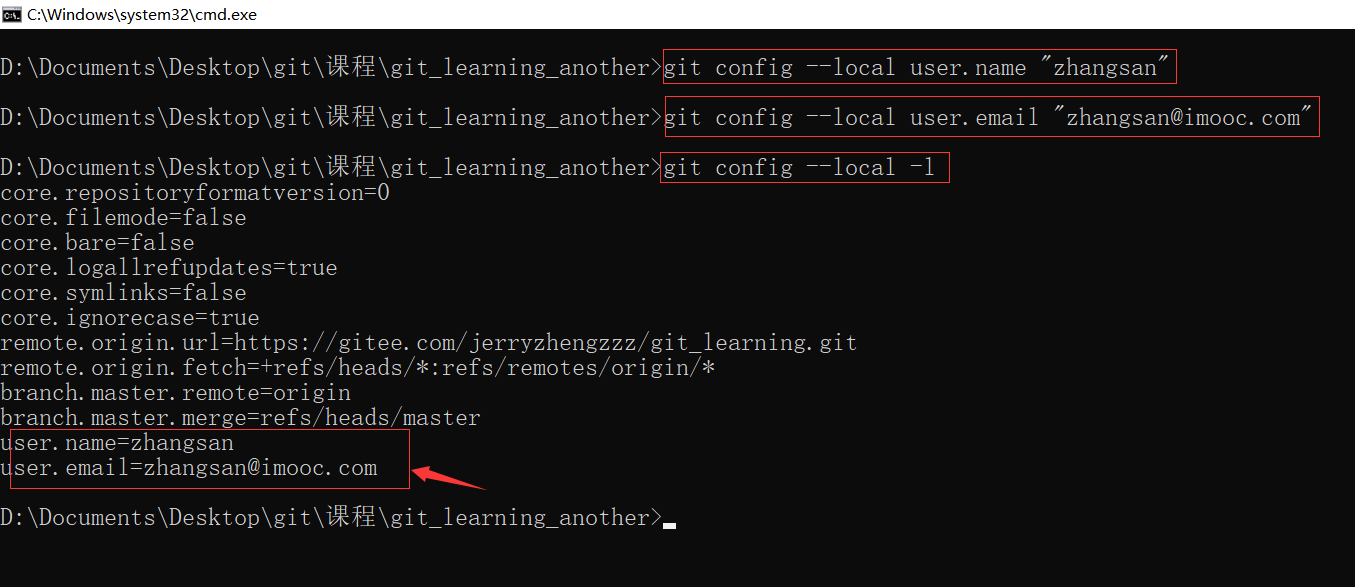 C:\Windows\system32\cmd.exe
D:\Documents\Desktop\git\课程\git_learning_another>git config --local user.name "zhangsan"
D:\Documents\Desktop\git\课程\git_learning_another>git config --local user.email "zhangsan@imooc.com"
D:\Documents\Desktop\git\课程\git_learning_another>git config --local -l
core.repositoryformatversion=0
core.filemode=false
core.bare=false
core.logallrefupdates=true
core.symlinks=false
core.ignorecase=true
remote.origin.url=https://gitee.com/jerryzhengzzz/git_learning.git
remote.origin.fetch=+refs/heads/*:refs/remotes/origin/*
branch.master.remote=origin
branch.master.merge=refs/heads/master
user.name=zhangsan
user.email=zhangsan@imooc.com
D:\Documents\Desktop\git\课程\git_learning_another>